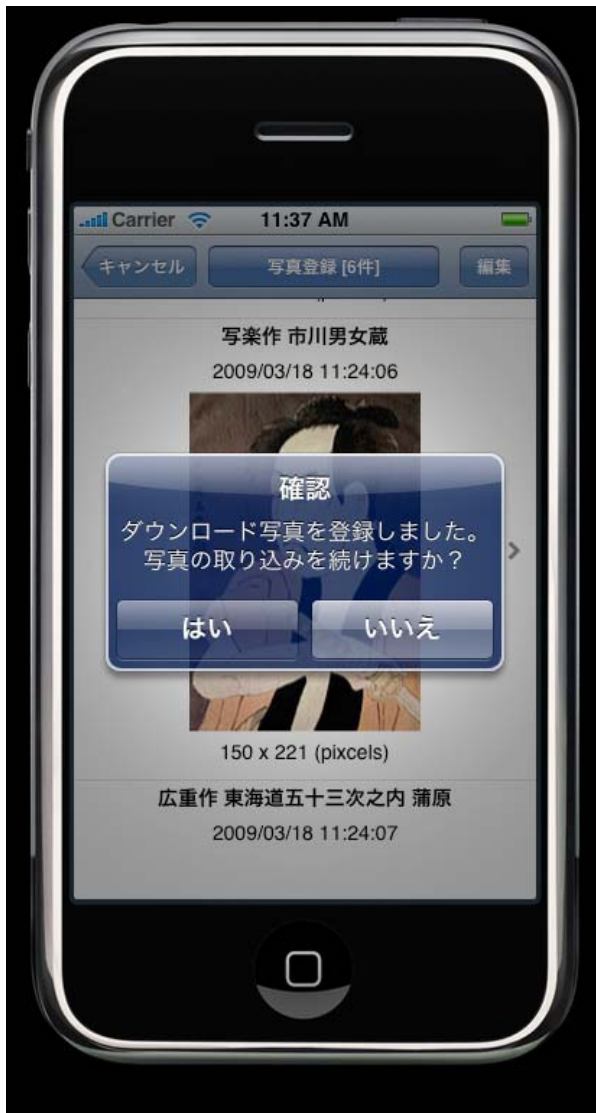 Carrier 11:37 AM
キャンセル 写真登録 [6件] 編集
写楽作 市川男女蔵
2009/03/18 11:24:06
確認
ダウンロード写真を登録しました。
写真の取り込みを続けますか？
はい いいえ
150 x 221 (pixcels)
広重作 東海道五十三次之内 蒲原
2009/03/18 11:24:07